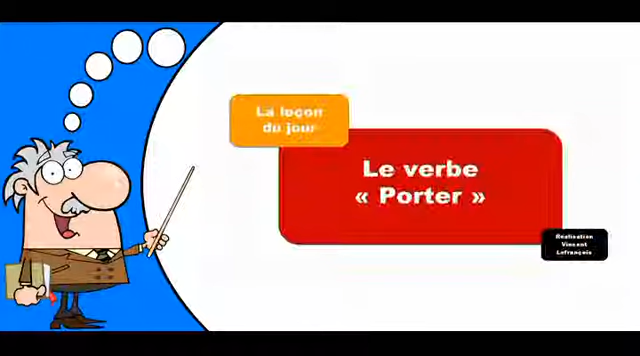 La leçon
du jour
Le verbe
« Porter »
Réalisation
Vincent
Lefrançois